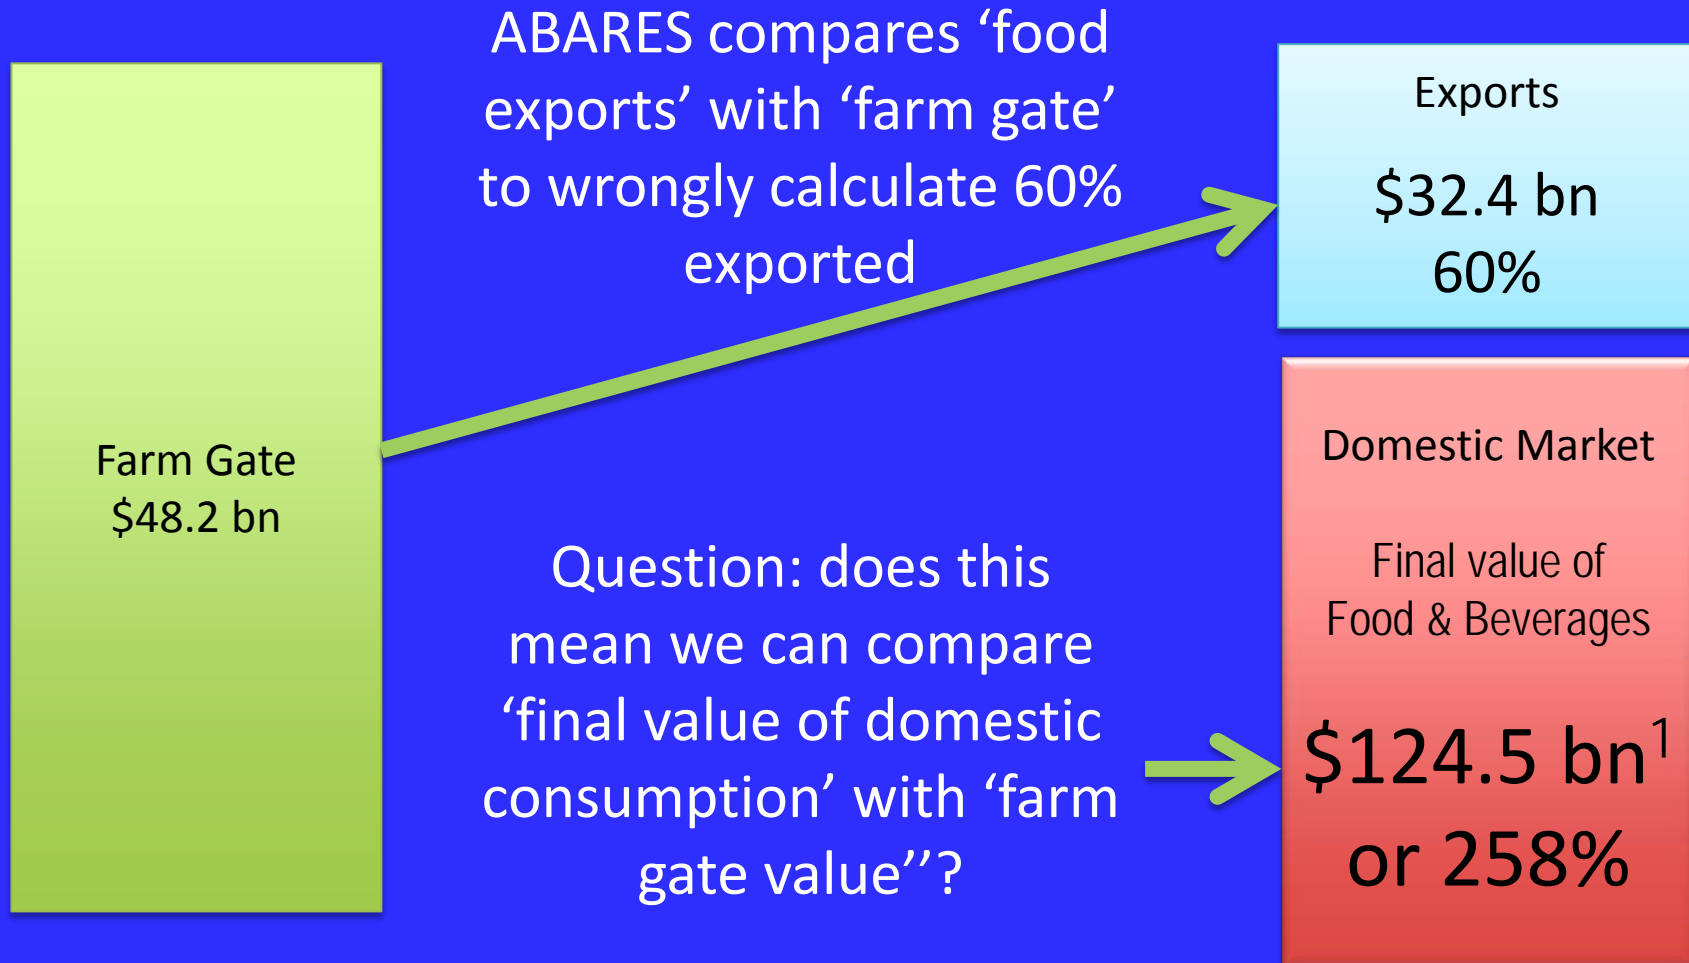 ABARES compares ‘food
exports’ with ‘farm gate’
to wrongly calculate 60%
exported
Farm Gate
$48.2 bn
Exports
$32.4 bn
60%
Question: does this
mean we can compare
‘final value of domestic
consumption’ with ‘farm
gate value’’?
Domestic Market
Final value of
Food & Beverages
$124.5 bn¹
or 258%